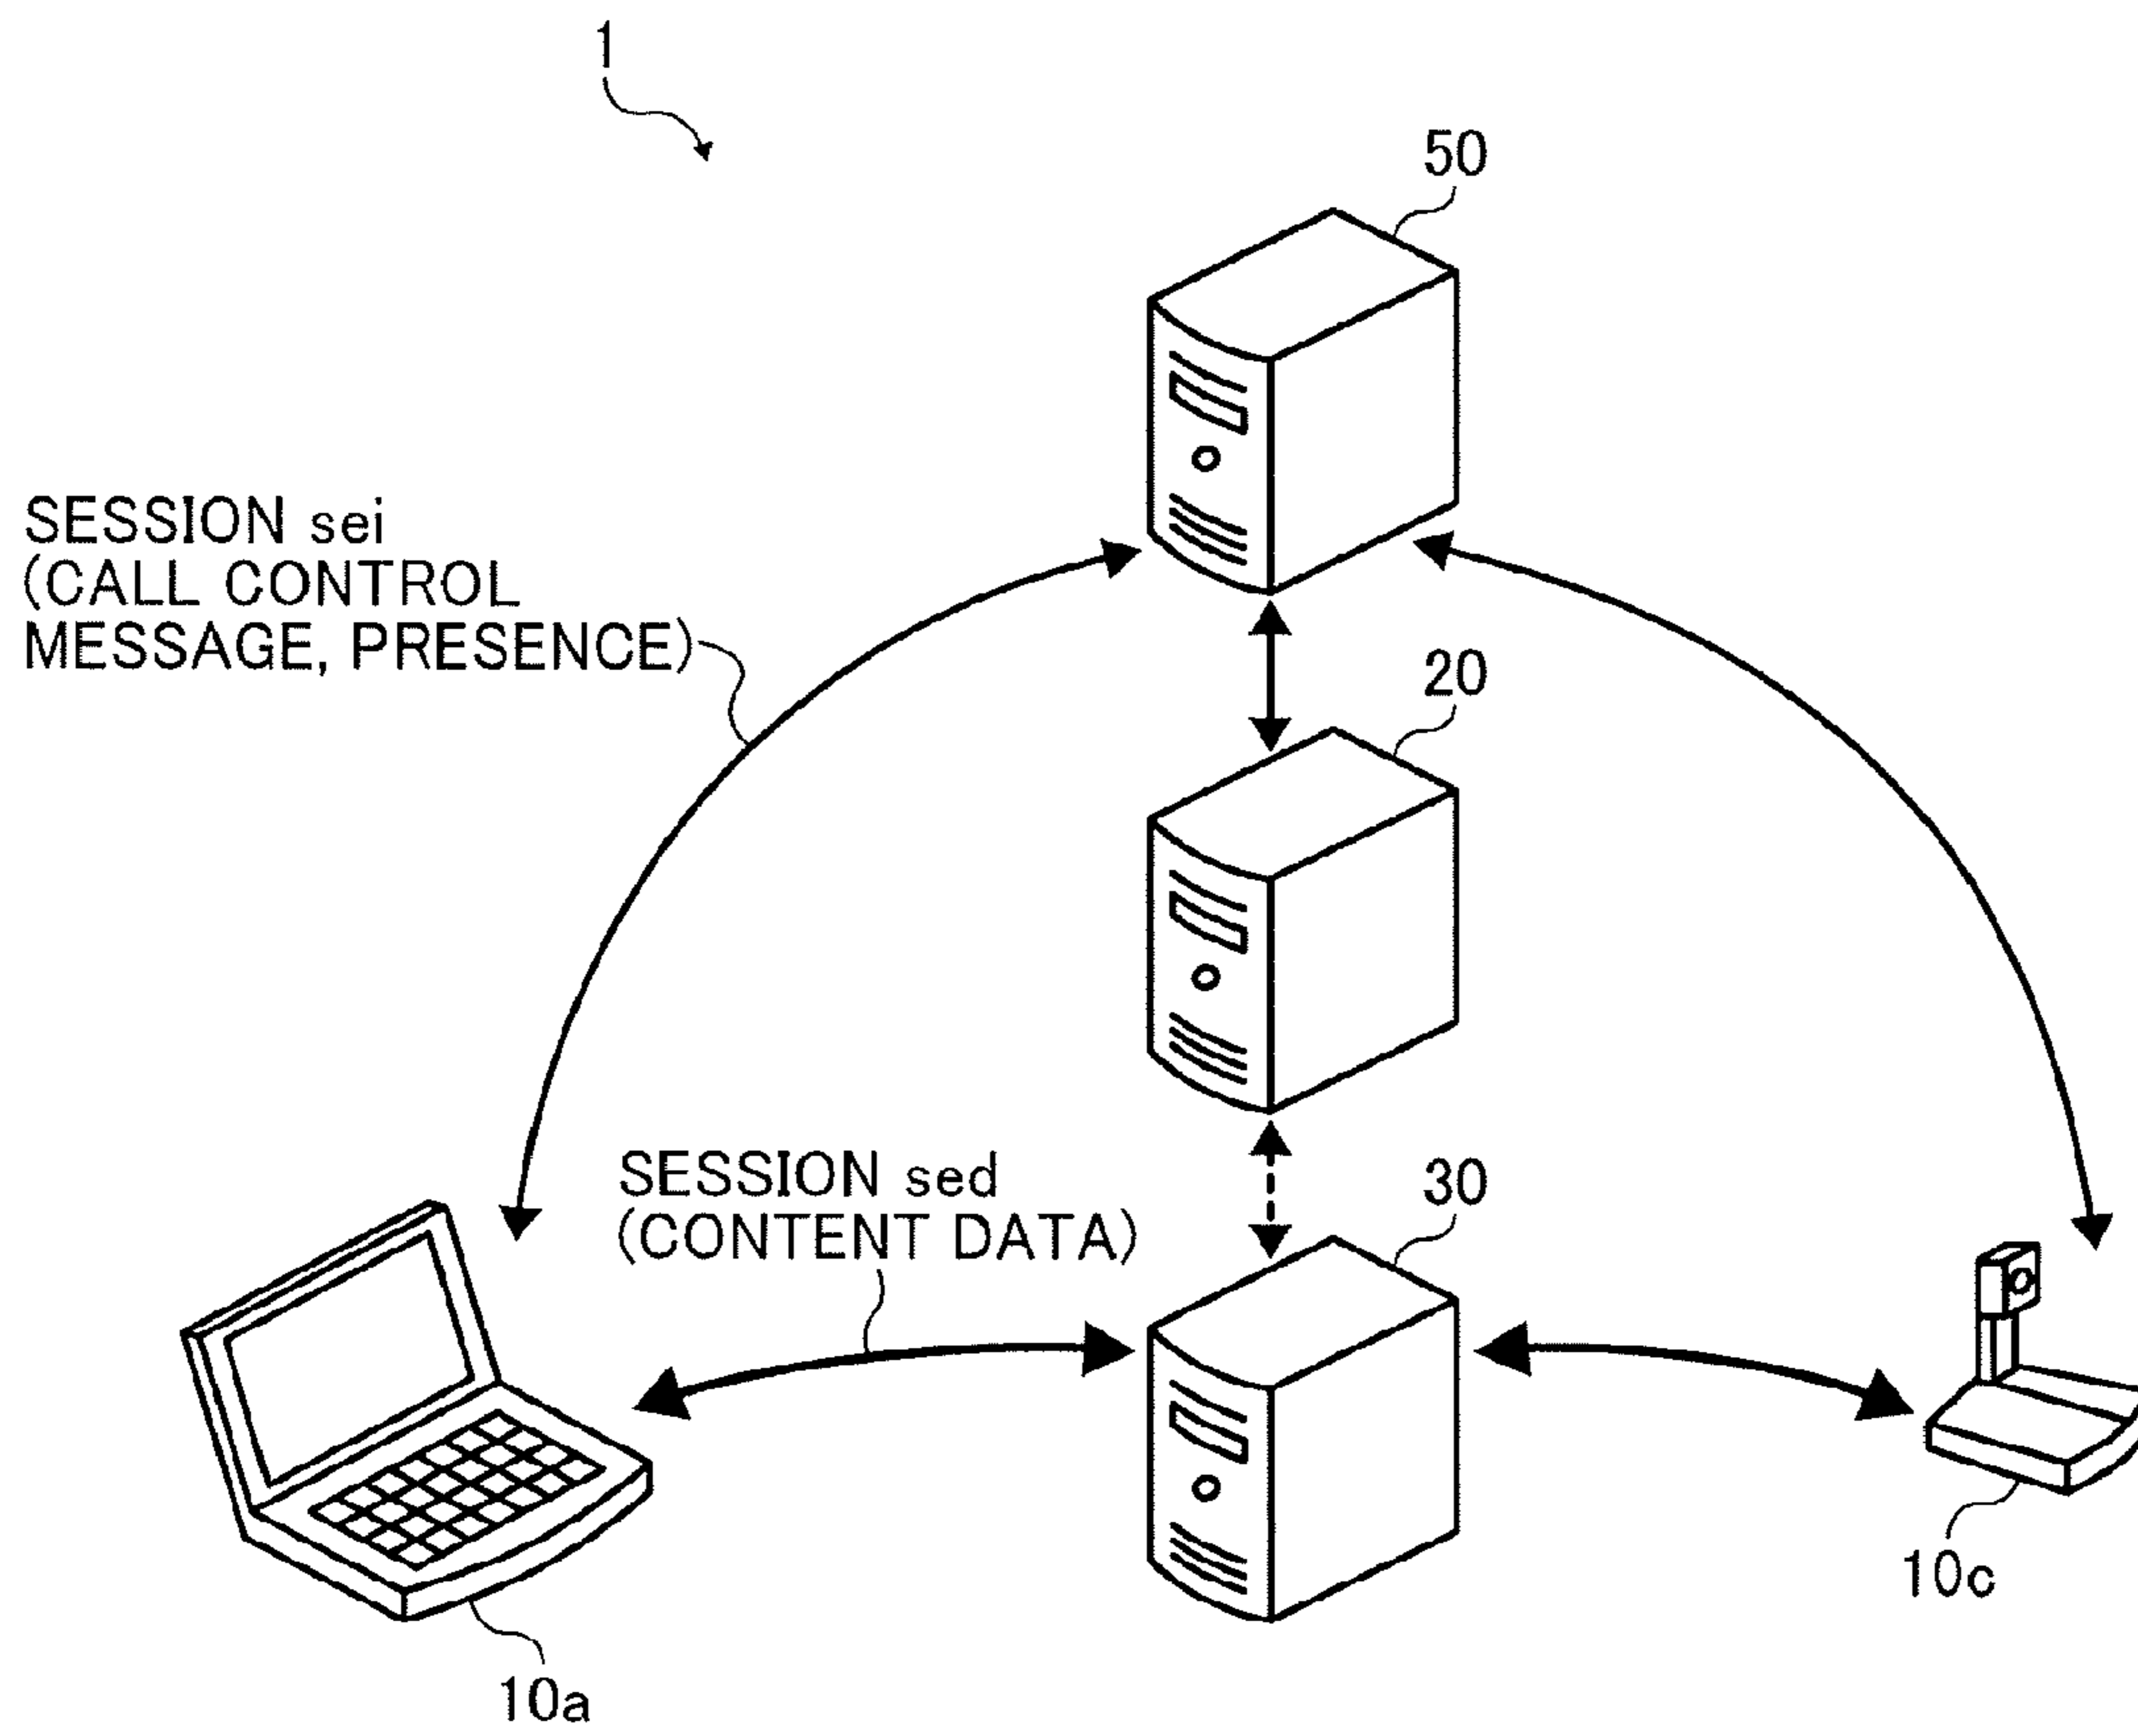 1
50
SESSION sei
(CALL CONTROL
MESSAGE, PRESENCE)
20
SESSION sed
(CONTENT DATA)
30
10c
10a